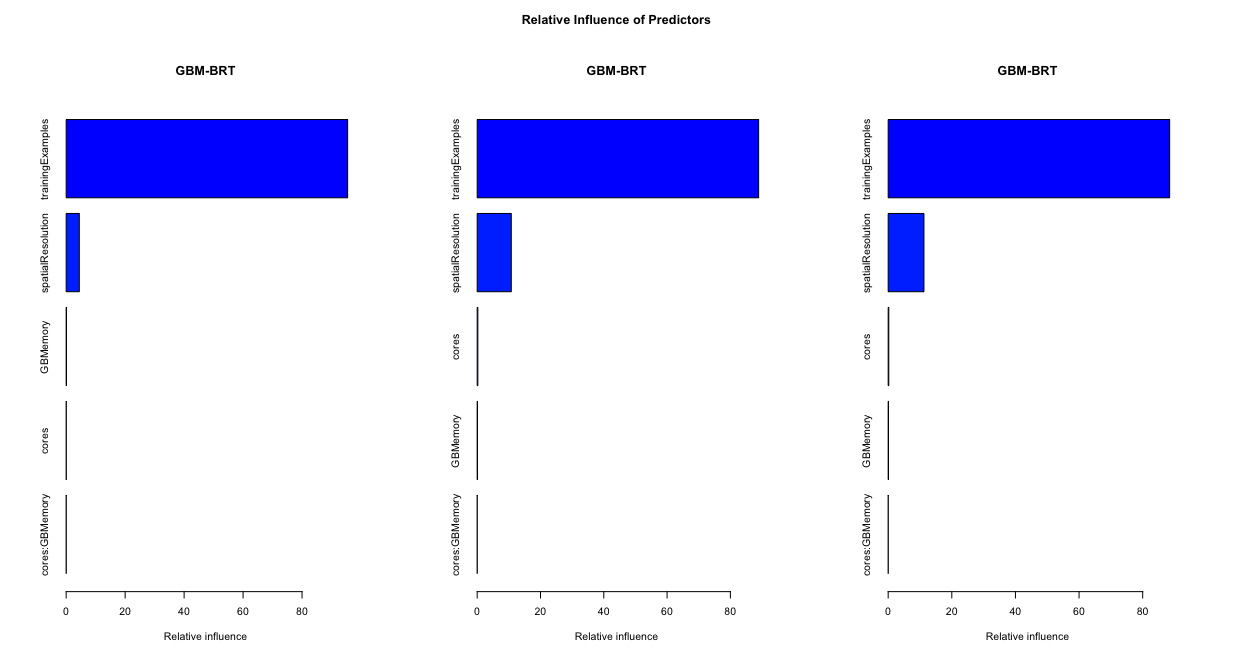 Relative Influence of Predictors
GBM-BRT
trainingExamples
spatialResolution
GBMemory
cores
cores:GBMemory
0 20 40 60 80
Relative influence
GBM-BRT
trainingExamples
spatialResolution
cores
GBMemory
cores:GBMemory
0 20 40 60 80
Relative influence
GBM-BRT
trainingExamples
spatialResolution
cores
GBMemory
cores:GBMemory
0 20 40 60 80
Relative influence